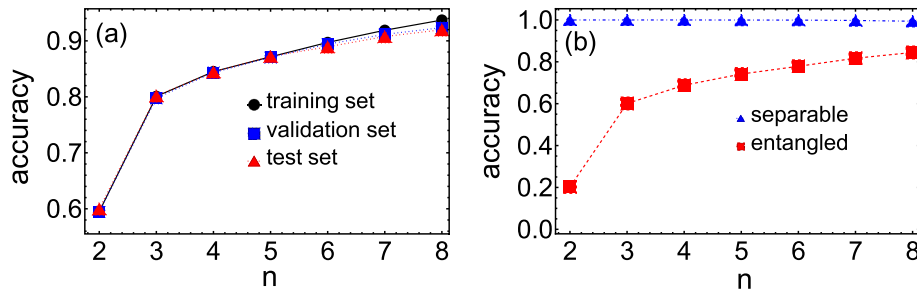 (a)
accuracy
0.9
0.8
0.7
0.6
training set
validation set
test set
2 3 4 5 6 7 8
n
(b)
accuracy
1.0
0.8
0.6
0.4
0.2
0.0
separable
entangled
2 3 4 5 6 7 8
n